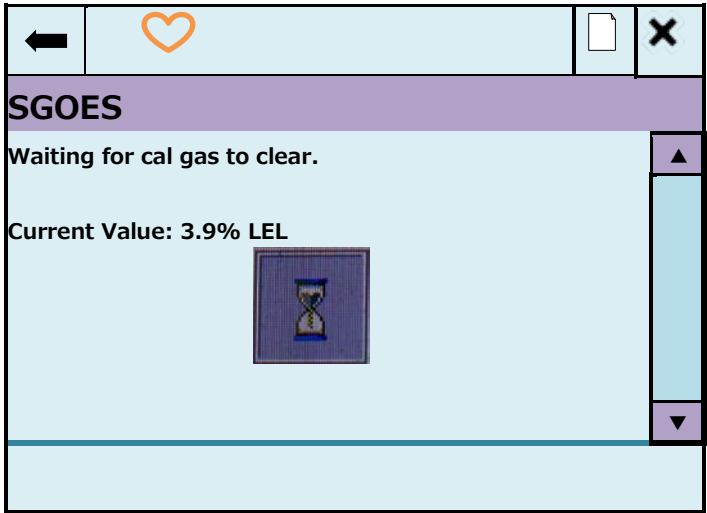 SGOES
Waiting for cal gas to clear.
Current Value: 3.9% LEL